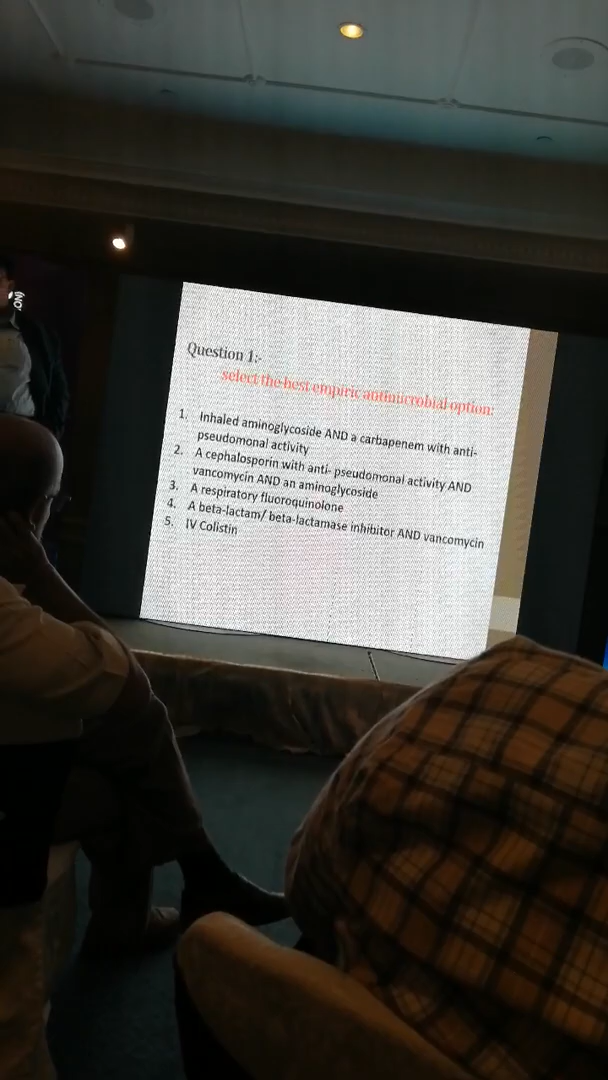 Question 1:-
select the best empiric antimicrobial option:
1. Inhaled aminoglycoside AND a carbapenem with anti-
pseudomonal activity
2. A cephalosporin with anti- pseudomonal activity AND
vancomycin AND an aminoglycoside
3. A respiratory fluoroquinolone
4. A beta-lactam/ beta-lactamase inhibitor AND vancomycin
5. IV Colistin